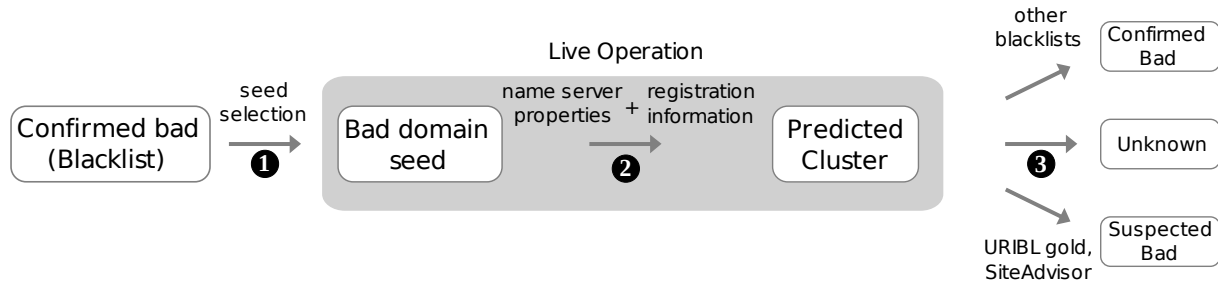 Confirmed bad
(Blacklist)
seed
selection
1
Live Operation
Bad domain
seed
name server
properties
+
registration
information
2
Predicted
Cluster
other
blacklists
Confirmed
Bad
3
Unknown
URIBL gold,
SiteAdvisor
Suspected
Bad